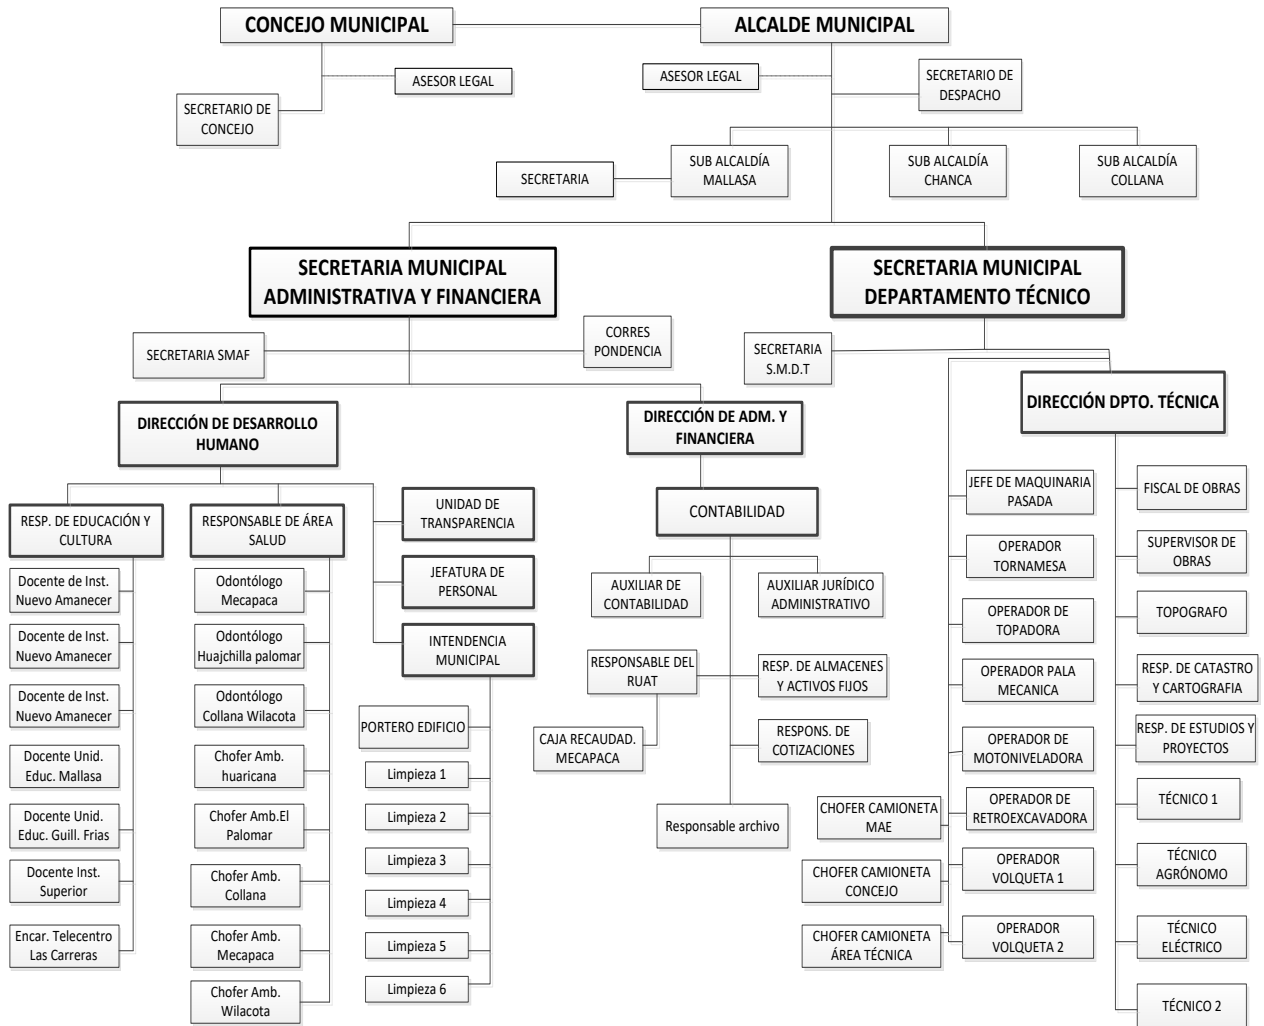 CONCEJO MUNICIPAL
ALCALDE MUNICIPAL
ASESOR LEGAL
SECRETARIO DE
CONCEJO
ASESOR LEGAL
SECRETARIO DE
DESPACHO
SECRETARIA
SUB ALCALDÍA
MALLASA
SUB ALCALDÍA
CHANCA
SUB ALCALDÍA
COLLANA
SECRETARIA MUNICIPAL
ADMINISTRATIVA Y FINANCIERA
SECRETARIA MUNICIPAL
DEPARTAMENTO TÉCNICO
SECRETARIA SMAF
CORRES
PONDENCIA
SECRETARIA
S.M.D.T
DIRECCIÓN DE DESARROLLO
HUMANO
DIRECCIÓN DE ADM. Y
FINANCIERA
DIRECCIÓN DPTO. TÉCNICA
RESP. DE EDUCACIÓN Y
CULTURA
Docente de Inst.
Nuevo Amanecer
Docente de Inst.
Nuevo Amanecer
Docente de Inst.
Nuevo Amanecer
Docente Unid.
Educ. Mallasa
Docente Unid.
Educ. Guill. Frias
Docente Inst.
Superior
Encar. Telecentro
Las Carreras
RESPONSABLE DE ÁREA
SALUD
Odontólogo
Mecapaca
Odontólogo
Huajchilla palomar
Odontólogo
Collana Wilacota
Chofer Amb.
huaricana
Chofer Amb.El
Palomar
Chofer Amb.
Collana
Chofer Amb.
Mecapaca
Chofer Amb.
Wilacota
UNIDAD DE
TRANSPARENCIA
JEFATURA DE
PERSONAL
INTENDENCIA
MUNICIPAL
PORTERO EDIFICIO
Limpieza 1
Limpieza 2
Limpieza 3
Limpieza 4
Limpieza 5
Limpieza 6
CONTABILIDAD
AUXILIAR DE
CONTABILIDAD
AUXILIAR JURÍDICO
ADMINISTRATIVO
RESPONSABLE DEL
RUAT
RESP. DE ALMACENES
Y ACTIVOS FIJOS
CAJA RECAUDAD.
MECAPACA
RESPONS. DE
COTIZACIONES
Responsable archivo
JEFE DE MAQUINARIA
PASADA
OPERADOR
TORNAMESA
OPERADOR DE
TOPADORA
OPERADOR PALA
MECANICA
OPERADOR DE
MOTONIVELADORA
CHOFER CAMIONETA
MAE
OPERADOR DE
RETROEXCAVADORA
CHOFER CAMIONETA
CONCEJO
OPERADOR
VOLQUETA 1
CHOFER CAMIONETA
ÁREA TÉCNICA
OPERADOR
VOLQUETA 2
FISCAL DE OBRAS
SUPERVISOR DE
OBRAS
TOPOGRAFO
RESP. DE CATASTRO
Y CARTOGRAFIA
RESP. DE ESTUDIOS Y
PROYECTOS
TÉCNICO 1
TÉCNICO
AGRÓNOMO
TÉCNICO
ELÉCTRICO
TÉCNICO 2